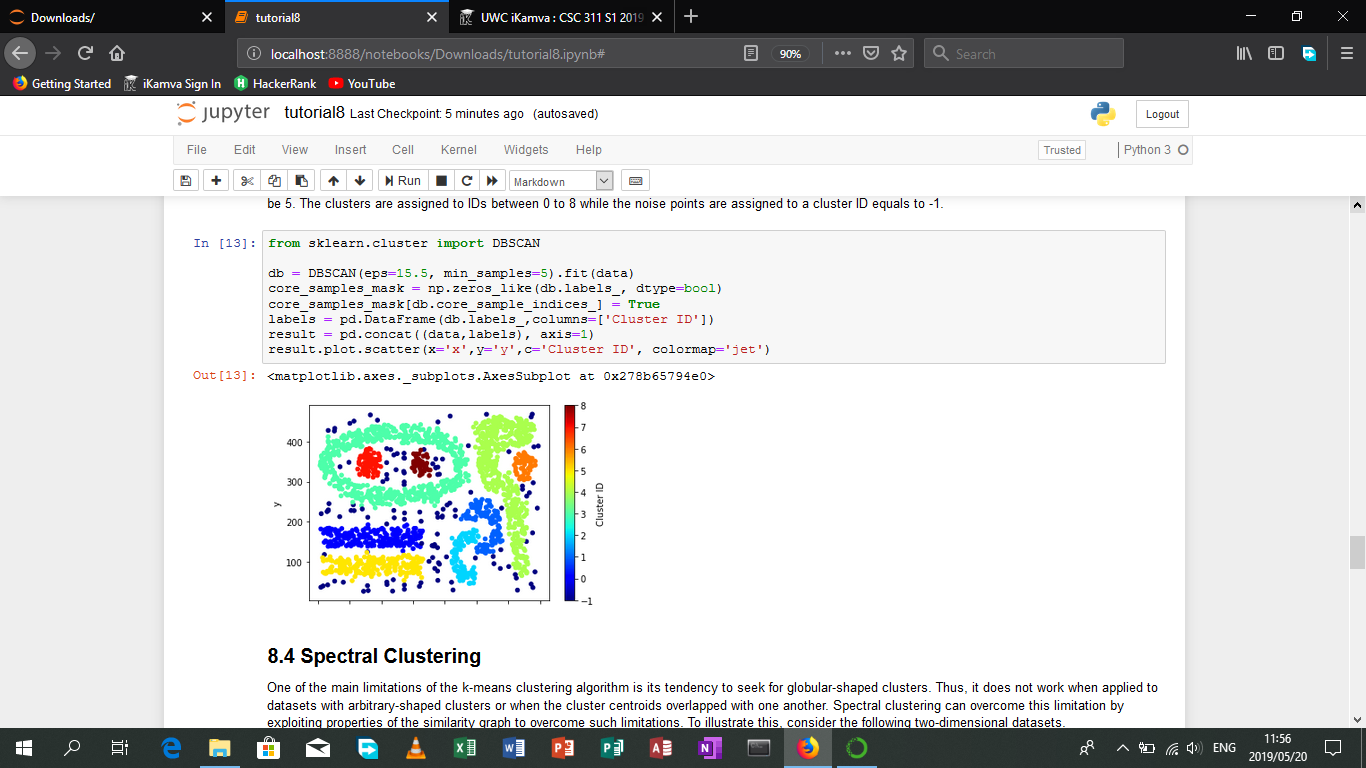 Downloads/
tutorial8
UWC iKamva : CSC 311 S1 2019
localhost:8888/notebooks/Downloads/tutorial8.ipynb#
90%
Search
Getting Started
iKamva Sign In
HackerRank
YouTube
jupyter
tutorial8 Last Checkpoint: 5 minutes ago (autosaved)
Logout
File Edit View Insert Cell Kernel Widgets Help
Trusted
Python 3
Run
Markdown
be 5. The clusters are assigned to IDs between 0 to 8 while the noise points are assigned to a cluster ID equals to -1.
In [13]:
from sklearn.cluster import DBSCAN
db = DBSCAN(eps=15.5, min_samples=5).fit(data)
core_samples_mask = np.zeros_like(db.labels_, dtype=bool)
core_samples_mask[db.core_sample_indices_] = True
labels = pd.DataFrame(db.labels_,columns=['Cluster ID'])
result = pd.concat((data,labels), axis=1)
result.plot.scatter(x='x',y='y',c='Cluster ID', colormap='jet')
Out[13]: <matplotlib.axes._subplots.AxesSubplot at 0x278b65794e0>
400
300
200
100
y
8
7
6
5
4
3
2
1
0
−1
Cluster ID
8.4 Spectral Clustering
One of the main limitations of the k-means clustering algorithm is its tendency to seek for globular-shaped clusters. Thus, it does not work when applied to
datasets with arbitrary-shaped clusters or when the cluster centroids overlapped with one another. Spectral clustering can overcome this limitation by
exploiting properties of the similarity graph to overcome such limitations. To illustrate this, consider the following two-dimensional datasets.
ENG
11:56
2019/05/20